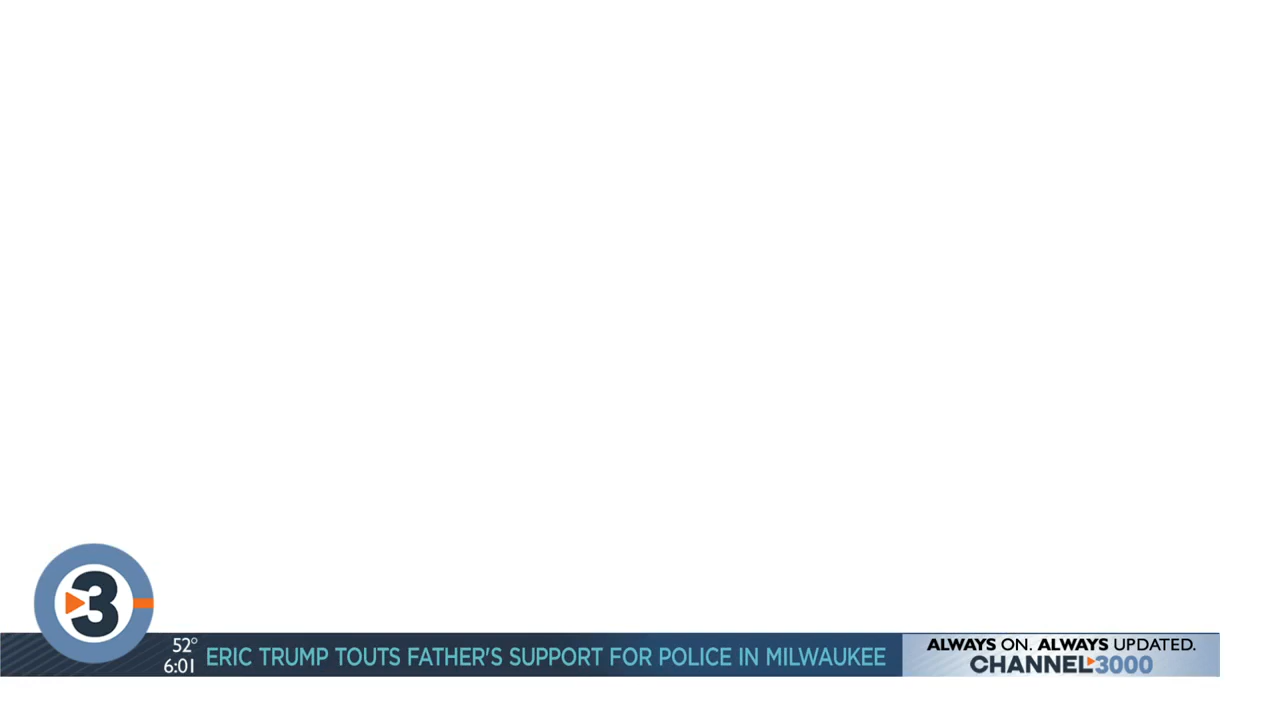 3
52°
6:01
ERIC TRUMP TOUTS FATHER'S SUPPORT FOR POLICE IN MILWAUKEE
ALWAYS ON. ALWAYS UPDATED.
CHANNEL3000